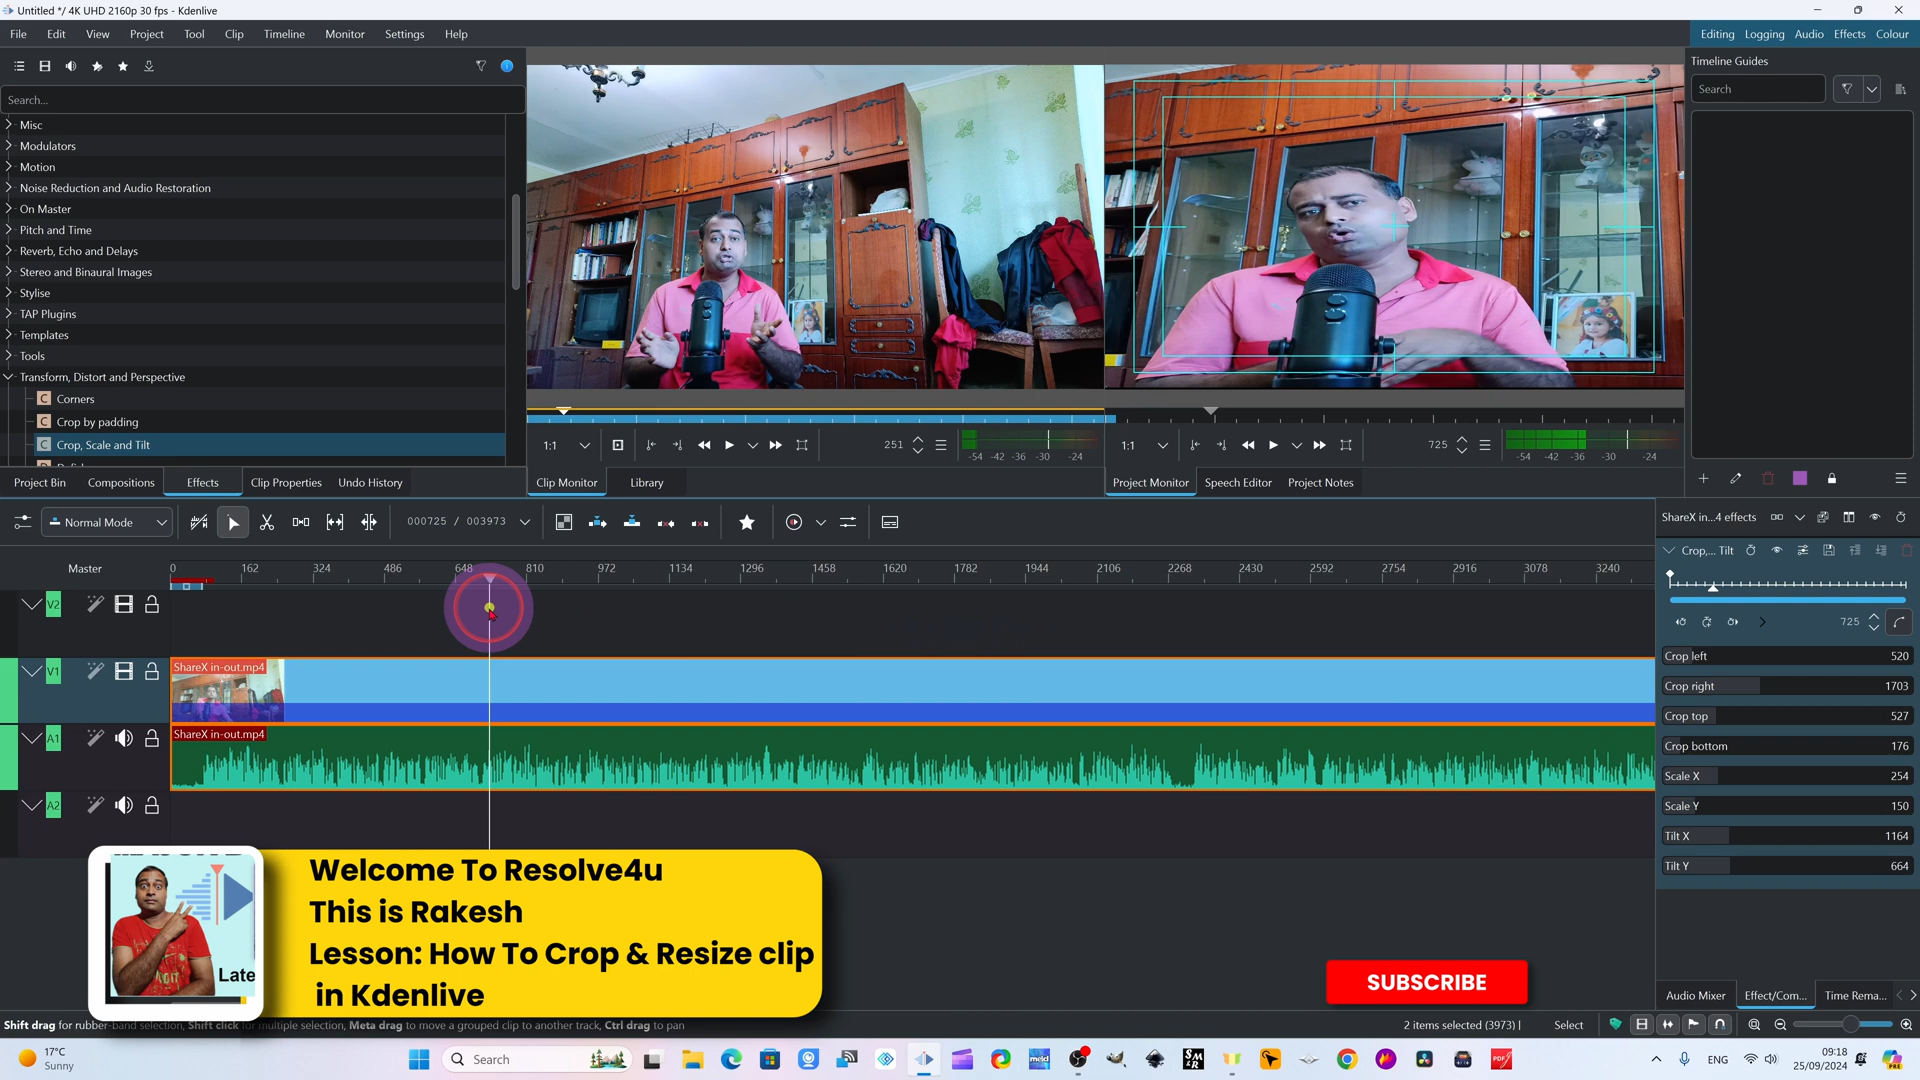 Untitled */ 4K UHD 2160p 30 fps - Kdenlive
File Edit View Project Tool Clip Timeline Monitor Settings Help
Editing Logging Audio Effects Colour
Timeline Guides
Search...
Search
Misc
Modulators
Motion
Noise Reduction and Audio Restoration
On Master
Pitch and Time
Reverb, Echo and Delays
Stereo and Binaural Images
Stylise
TAP Plugins
Templates
Tools
Transform, Distort and Perspective
C Corners
C Crop by padding
C Crop, Scale and Tilt
1:1 251 -54 -42 -36 -30 -24
1:1 725 -54 -42 -36 -30 -24
Project Bin Compositions Effects Clip Properties Undo History
Clip Monitor Library
Project Monitor Speech Editor Project Notes
Normal Mode 000725 / 003973
ShareX in...4 effects
Crop,... Tilt
Master 0 162 324 486 648 810 972 1134 1296 1458 1620 1782 1944 2106 2268 2430 2592 2754 2916 3078 3240
V2
V1 ShareX in-out.mp4
A1 ShareX in-out.mp4
A2
725
Crop left 520
Crop right 1703
Crop top 527
Crop bottom 176
Scale X 254
Scale Y 150
Tilt X 1164
Tilt Y 664
Late
Welcome To Resolve4u
This is Rakesh
Lesson: How To Crop & Resize clip
in Kdenlive
SUBSCRIBE
Audio Mixer Effect/Com... Time Rema...
Shift drag for rubber-band selection, Shift click for multiple selection, Meta drag to move a grouped clip to another track, Ctrl drag to pan
2 items selected (3973) | Select
17°C
Sunny
Search
ENG
09:18
25/09/2024